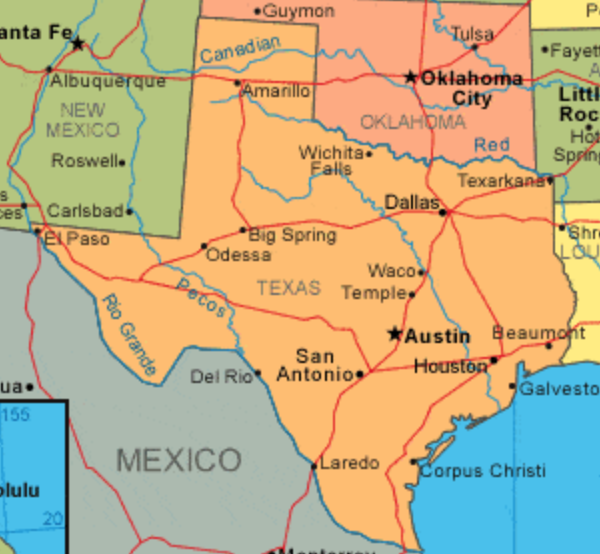 Guymon
anta Fe
Tulsa
Canadian
Fayett
Albuquerque
Amarillo
Oklahoma
City
Littl
Roc
NEW
MEXICO
OKLAHOMA
Hot
Spring
Red
Wichita
Falls
Roswell
Texarkana
Carlsbad
Dallas
ces
El Paso
Big Spring
Odessa
Shre
LOU
Waco
Temple
TEXAS
Pecos
Rio Grande
Austin
Beaumont
San
Antonio
Houston
Del Rio
Galvesto
ua
155
MEXICO
Laredo
Corpus Christi
olulu
20
Monterrey